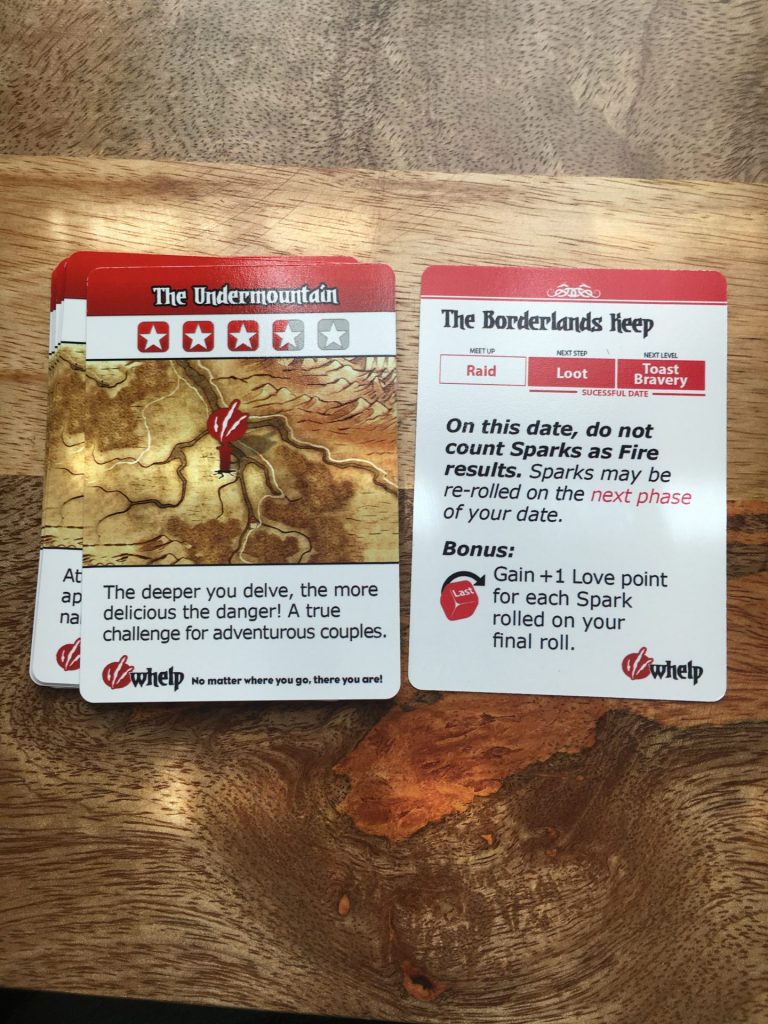 The Undermountain
The deeper you delve, the more
delicious the danger! A true
challenge for adventurous couples.
whelp No matter where you go, there you are!
At
ap
na
The Borderlands Keep
MEET UP NEXT STEP NEXT LEVEL
Raid Loot Toast
Bravery
SUCESSFUL DATE
On this date, do not
count Sparks as Fire
results. Sparks may be
re-rolled on the next phase
of your date.
Bonus:
Last
Gain +1 Love point
for each Spark
rolled on your
final roll.
whelp